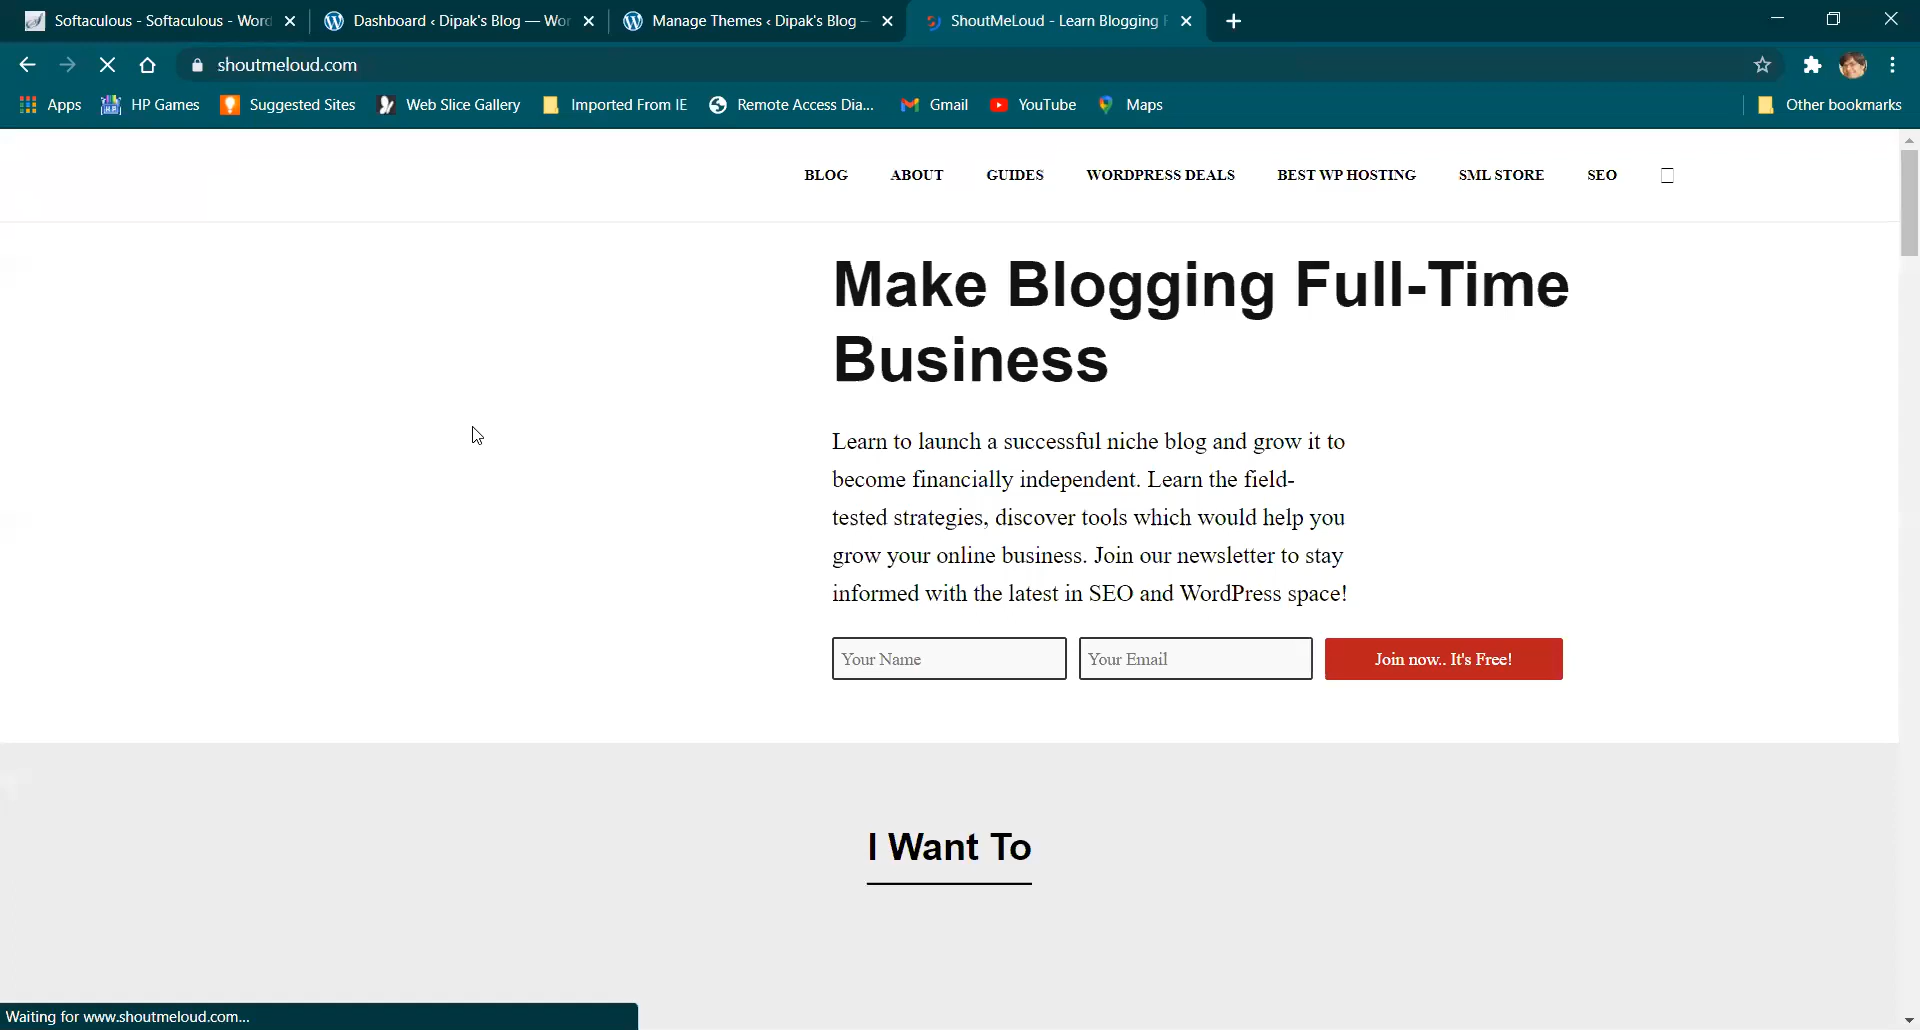 Softaculous - Softaculous - Word
Dashboard ‹ Dipak's Blog — Wor
Manage Themes ‹ Dipak's Blog —
ShoutMeLoud - Learn Blogging F
shoutmeloud.com
Apps
HP Games
Suggested Sites
Web Slice Gallery
Imported From IE
Remote Access Dia...
Gmail
YouTube
Maps
Other bookmarks
BLOG
ABOUT
GUIDES
WORDPRESS DEALS
BEST WP HOSTING
SML STORE
SEO
Make Blogging Full-Time
Business
Learn to launch a successful niche blog and grow it to
become financially independent. Learn the field-
tested strategies, discover tools which would help you
grow your online business. Join our newsletter to stay
informed with the latest in SEO and WordPress space!
Your Name
Your Email
Join now.. It's Free!
I Want To
Waiting for www.shoutmeloud.com...